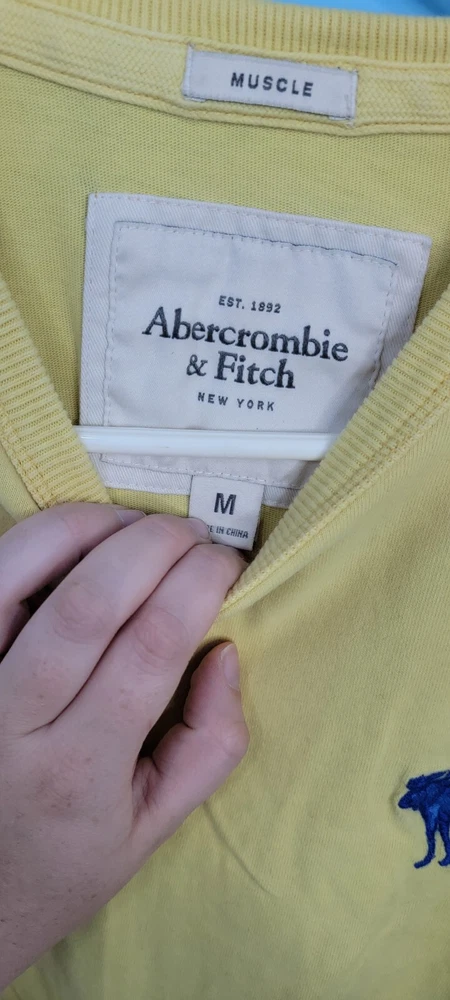 MUSCLE
EST. 1892
Abercrombie
& Fitch
NEW YORK
M
IN CHINA